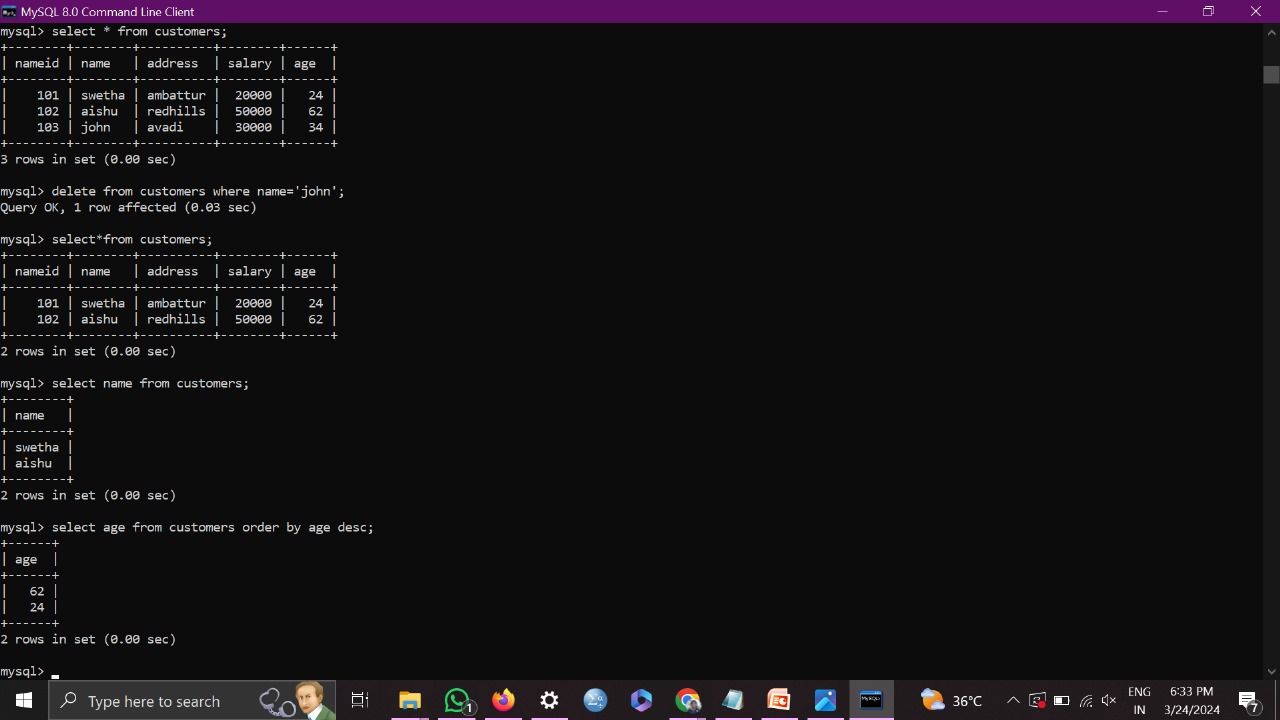 MySQL 8.0 Command Line Client
mysql> select * from customers;
+--------+--------+----------+--------+------+
| nameid | name   | address  | salary | age  |
+--------+--------+----------+--------+------+
|    101 | swetha | ambattur |  20000 |   24 |
|    102 | aishu  | redhills |  50000 |   62 |
|    103 | john   | avadi    |  30000 |   34 |
+--------+--------+----------+--------+------+
3 rows in set (0.00 sec)
mysql> delete from customers where name='john';
Query OK, 1 row affected (0.03 sec)
mysql> select*from customers;
+--------+--------+----------+--------+------+
| nameid | name   | address  | salary | age  |
+--------+--------+----------+--------+------+
|    101 | swetha | ambattur |  20000 |   24 |
|    102 | aishu  | redhills |  50000 |   62 |
+--------+--------+----------+--------+------+
2 rows in set (0.00 sec)
mysql> select name from customers;
+--------+
| name   |
+--------+
| swetha |
| aishu  |
+--------+
2 rows in set (0.00 sec)
mysql> select age from customers order by age desc;
+------+
| age  |
+------+
|   62 |
|   24 |
+------+
2 rows in set (0.00 sec)
mysql>
Type here to search
1
36°C
ENG
IN
6:33 PM
3/24/2024
7